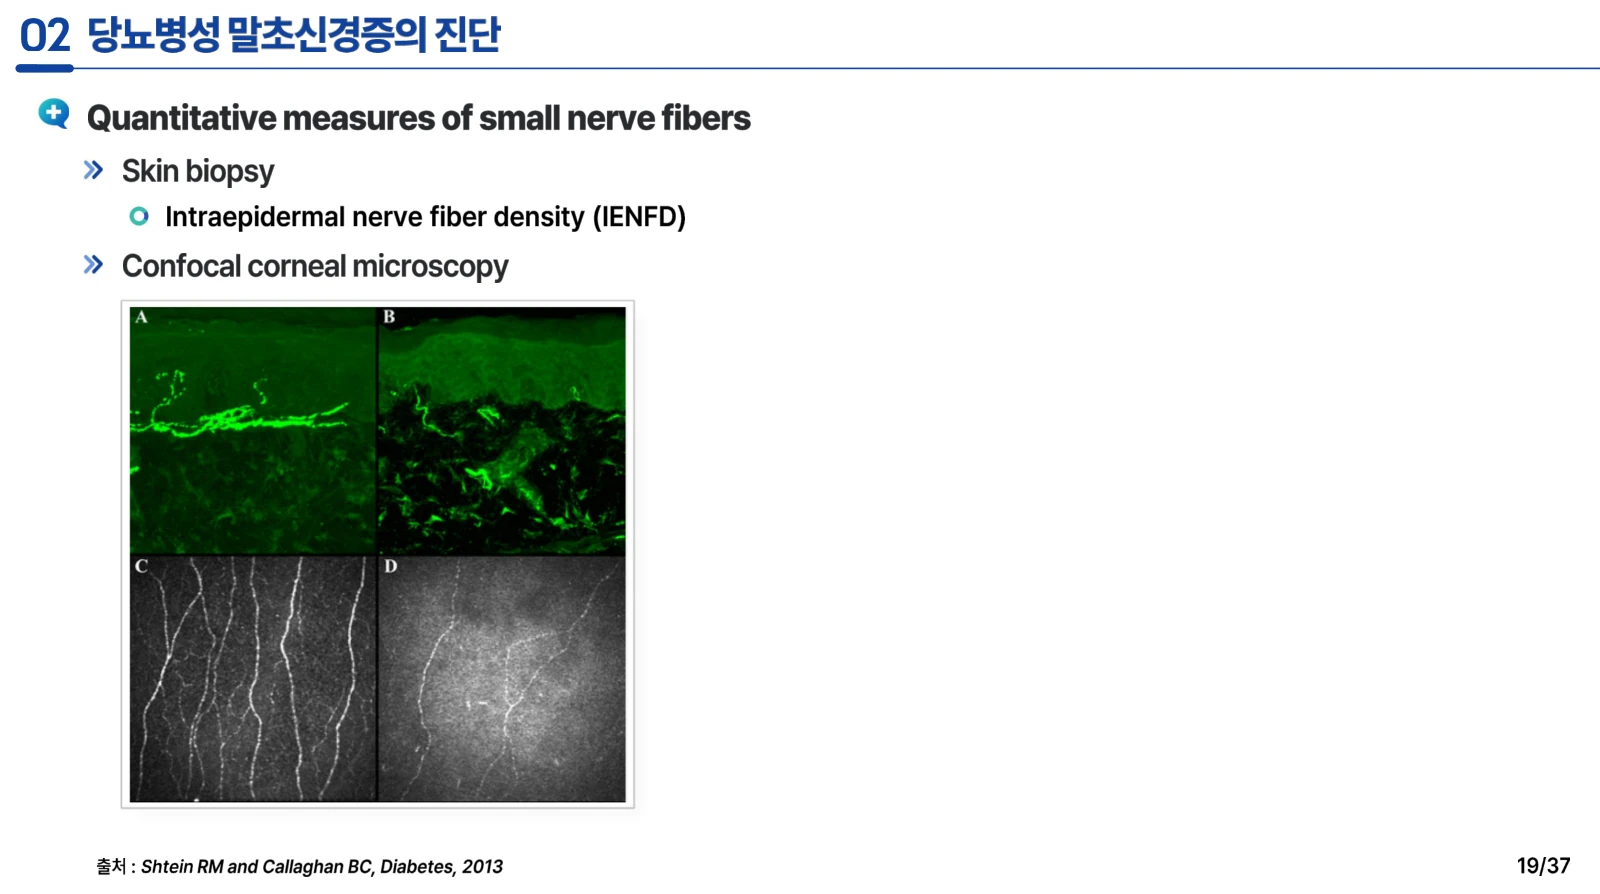 02 당뇨병성 말초신경증의 진단
Quantitative measures of small nerve fibers
Skin biopsy
Intraepidermal nerve fiber density (IENFD)
Confocal corneal microscopy
A
B
C
D
출처 : Shtein RM and Callaghan BC, Diabetes, 2013
19/37